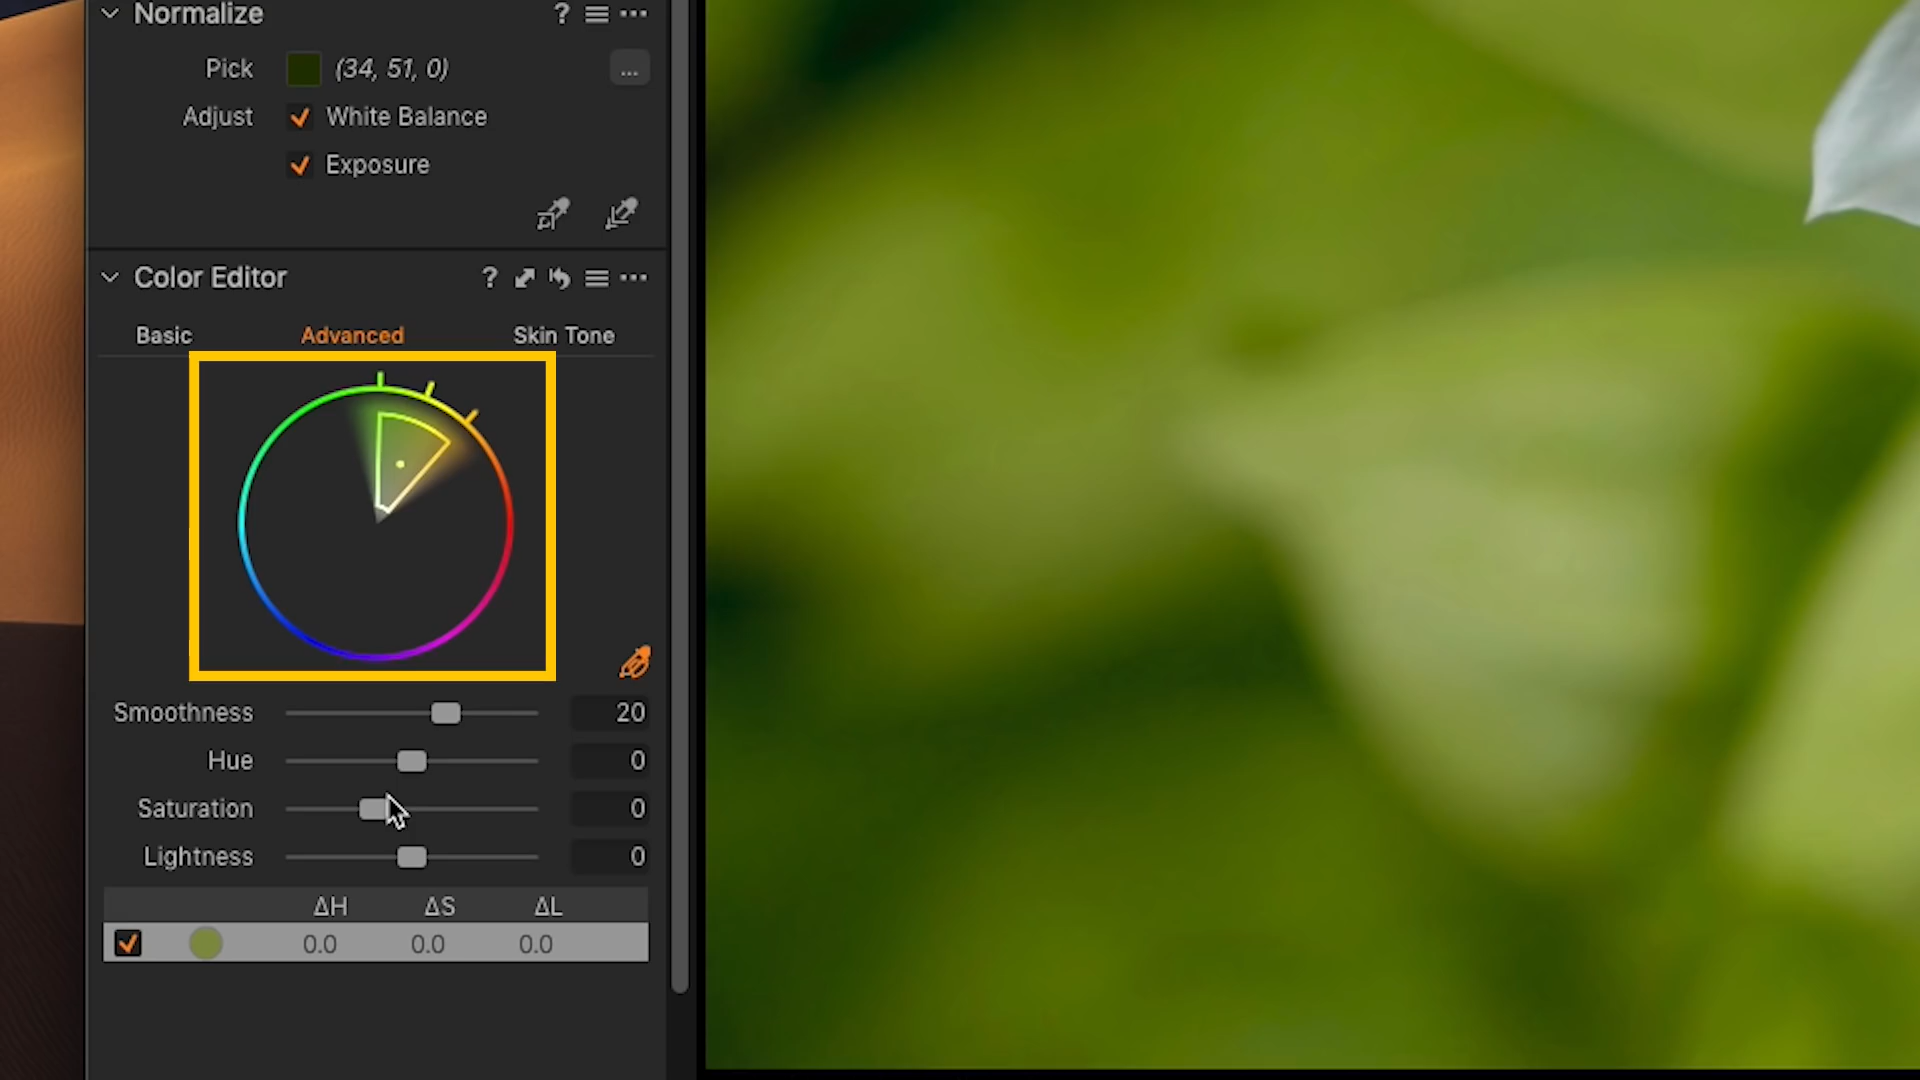 Normalize ?
Pick (34, 51, 0) ...
Adjust White Balance
Exposure
Color Editor ?
Basic Advanced Skin Tone
Smoothness 20
Hue 0
Saturation 0
Lightness 0
ΔH ΔS ΔL
0.0 0.0 0.0